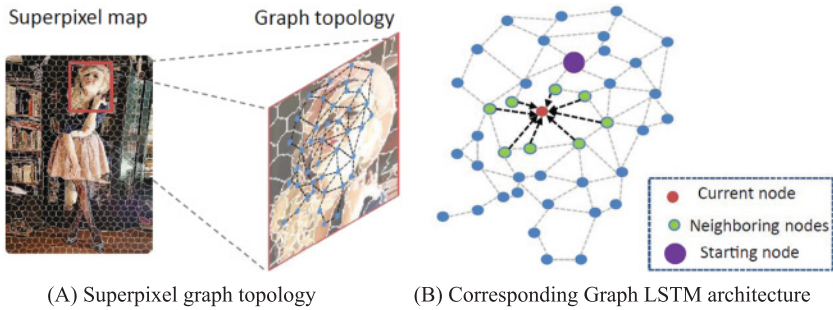 Superpixel map
Graph topology
Current node
Neighboring nodes
Starting node
(A) Superpixel graph topology
(B) Corresponding Graph LSTM architecture